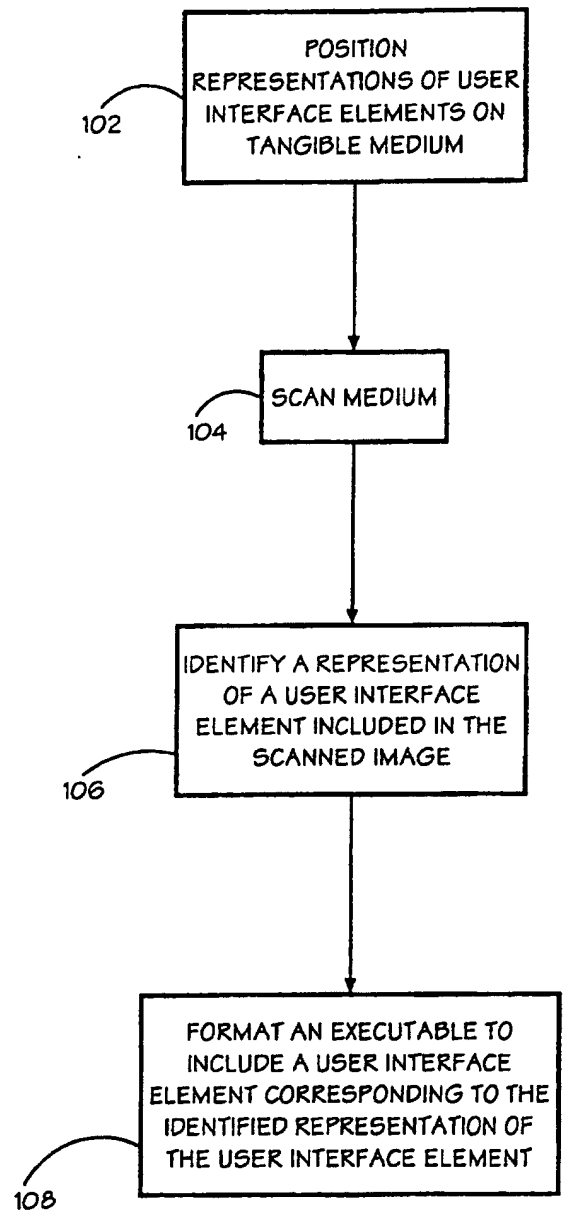 POSITION
REPRESENTATIONS OF USER
INTERFACE ELEMENTS ON
TANGIBLE MEDIUM
102
SCAN MEDIUM
104
IDENTIFY A REPRESENTATION
OF A USER INTERFACE
ELEMENT INCLUDED IN THE
SCANNED IMAGE
106
FORMAT AN EXECUTABLE TO
INCLUDE A USER INTERFACE
ELEMENT CORRESPONDING TO THE
IDENTIFIED REPRESENTATION OF
THE USER INTERFACE ELEMENT
108